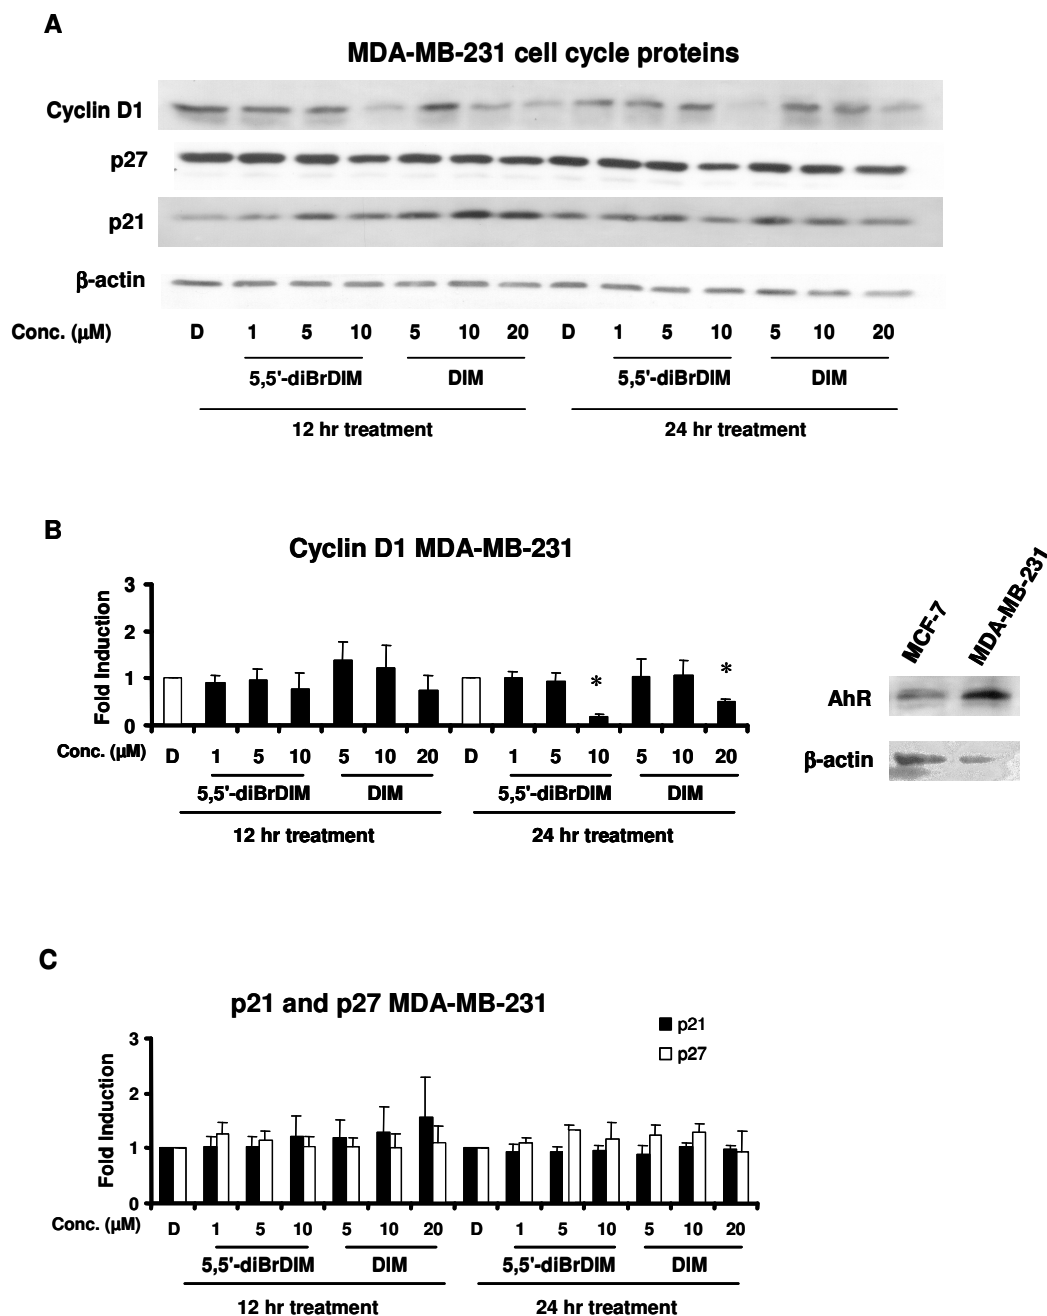 A
MDA-MB-231 cell cycle proteins
Cyclin D1
p27
p21
β-actin
Conc. (μM) D 1 5 10 5 10 20 D 1 5 10 5 10 20
5,5'-diBrDIM DIM 5,5'-diBrDIM DIM
12 hr treatment 24 hr treatment
B
Cyclin D1 MDA-MB-231
Fold Induction
3
2
1
0
* *
Conc. (μM) D 1 5 10 5 10 20 D 1 5 10 5 10 20
5,5'-diBrDIM DIM 5,5'-diBrDIM DIM
12 hr treatment 24 hr treatment
MCF-7
MDA-MB-231
AhR
β-actin
C
p21 and p27 MDA-MB-231
p21
p27
Fold Induction
3
2
1
0
Conc. (μM) D 1 5 10 5 10 20 D 1 5 10 5 10 20
5,5'-diBrDIM DIM 5,5'-diBrDIM DIM
12 hr treatment 24 hr treatment